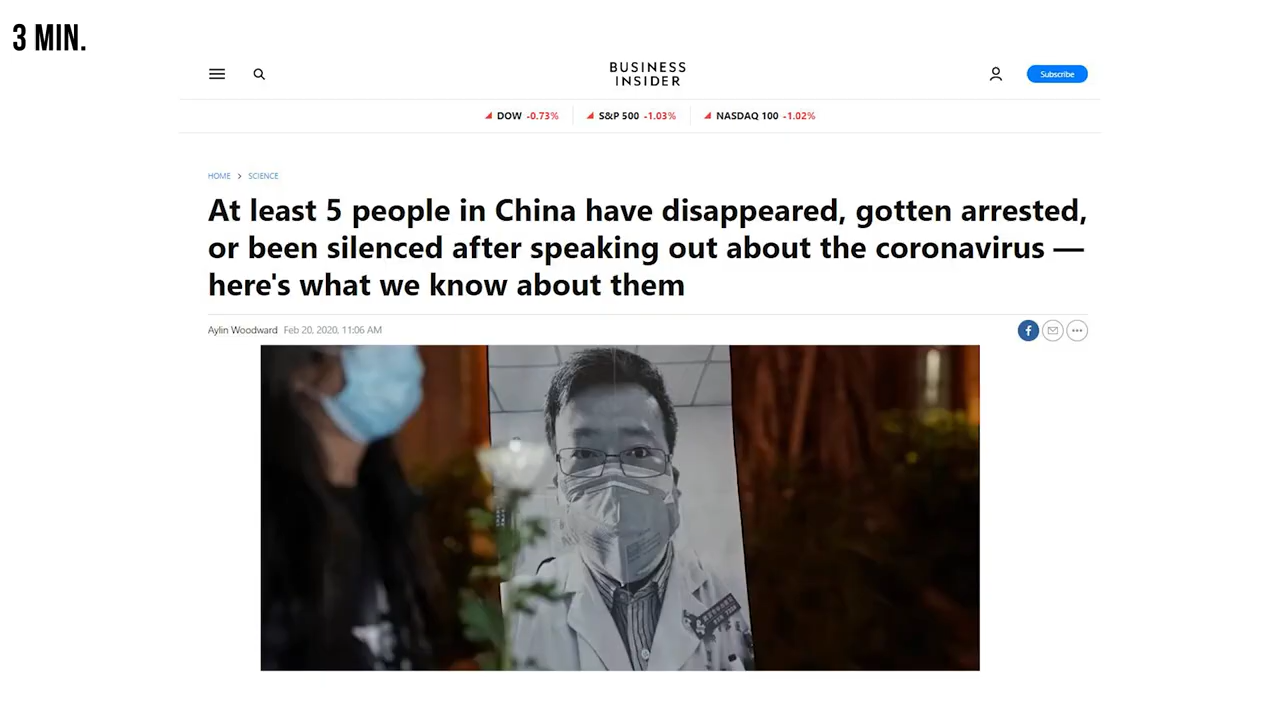 3 MIN.
BUSINESS
INSIDER
Subscribe
DOW -0.73% S&P 500 -1.03% NASDAQ 100 -1.02%
HOME > SCIENCE
At least 5 people in China have disappeared, gotten arrested,
or been silenced after speaking out about the coronavirus —
here's what we know about them
Aylin Woodward Feb 20, 2020, 11:06 AM